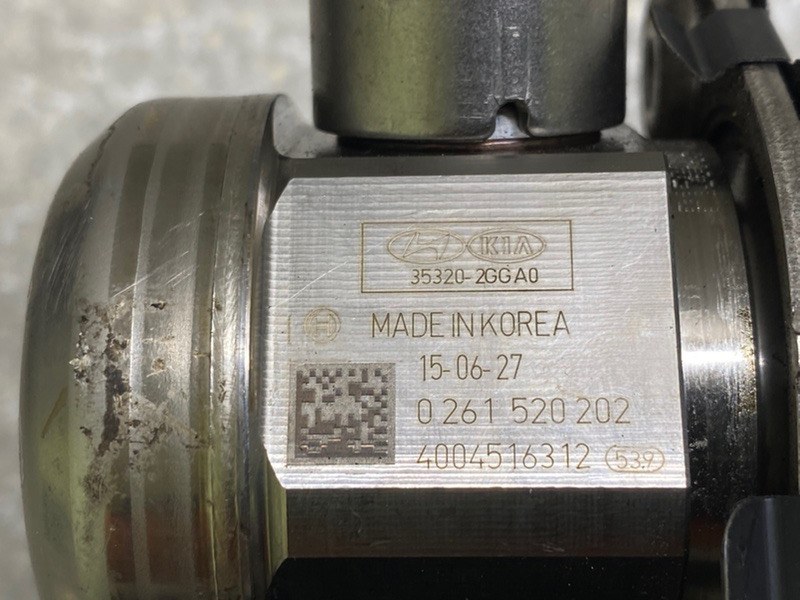 KIA
35320-2GGA0
MADE IN KOREA
15-06-27
0 261 520 202
4004516312 53.9